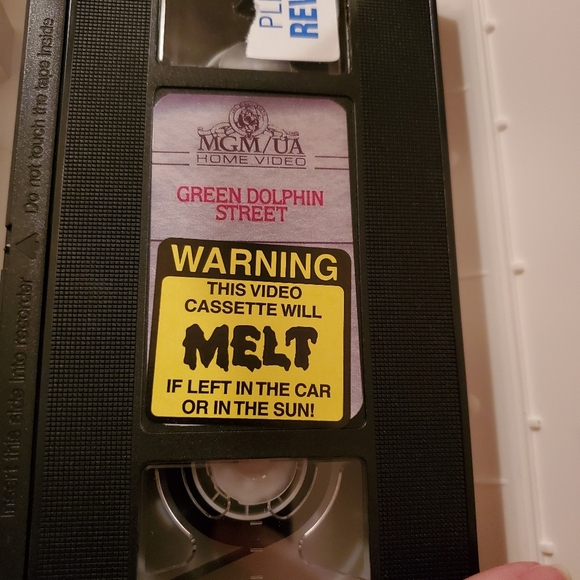 PL
REV
Do not touch the tape inside
Insert this side into recorder
MGM/UA
HOME VIDEO
GREEN DOLPHIN
STREET
WARNING
THIS VIDEO
CASSETTE WILL
MELT
IF LEFT IN THE CAR
OR IN THE SUN!